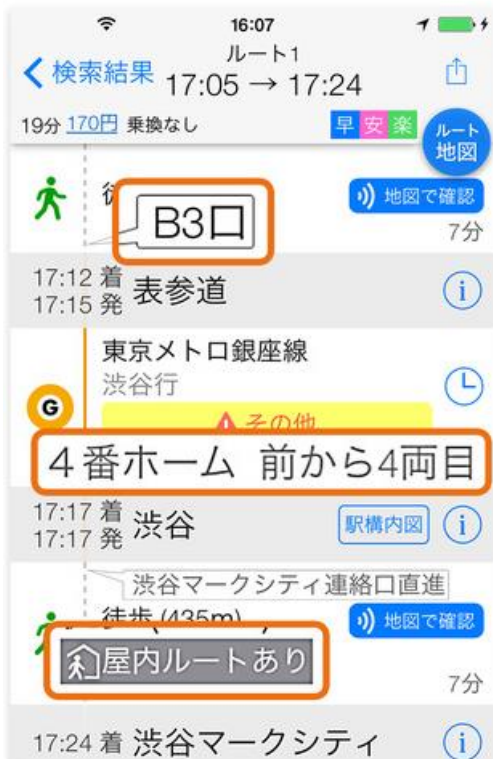 16:07
検索結果
ルート1
17:05 → 17:24
19分 170円 乗換なし
早 安 楽
ルート
地図
B3口
地図で確認
7分
17:12 着
17:15 発
表参道
東京メトロ銀座線
渋谷行
G
その他
4番ホーム 前から4両目
17:17 着
17:17 発
渋谷
駅構内図
渋谷マークシティ連絡口直進
徒歩 (435m)
地図で確認
屋内ルートあり
7分
17:24 着 渋谷マークシティ